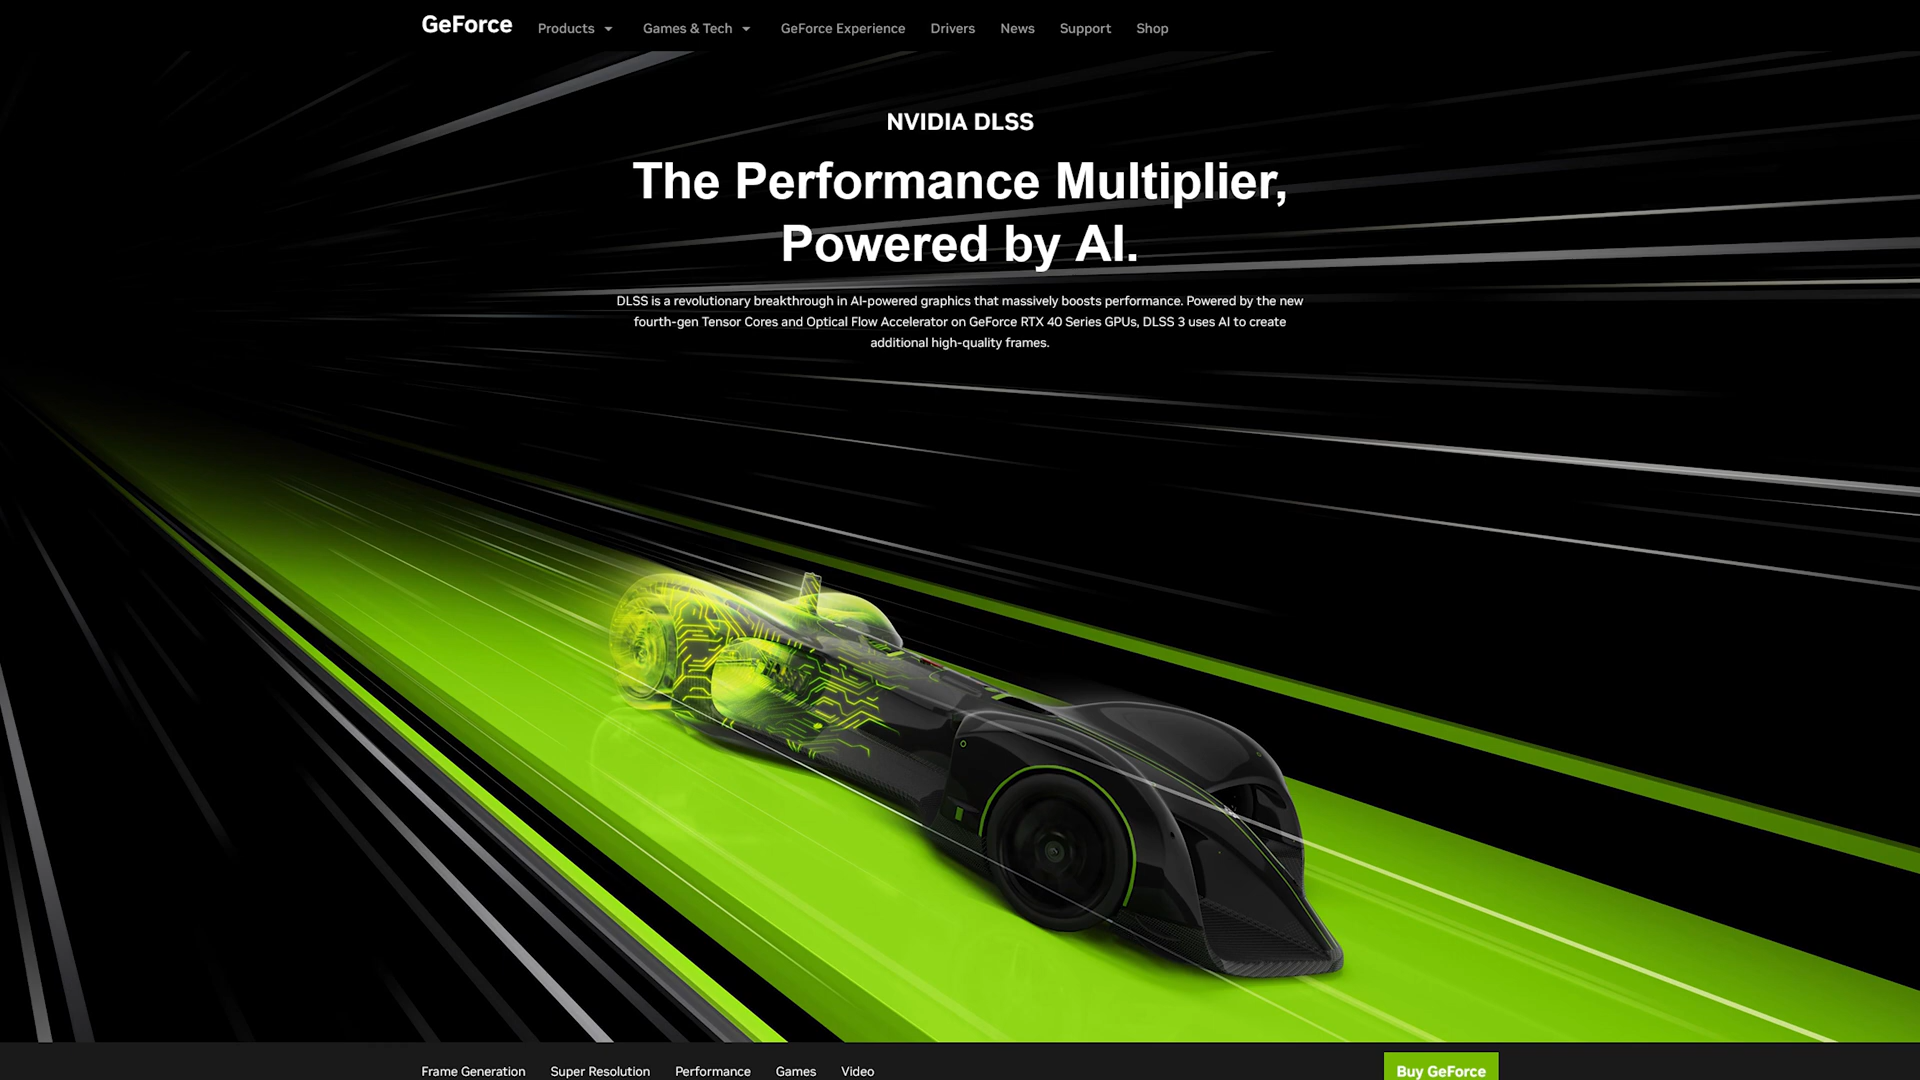 GeForce
Products
Games & Tech
GeForce Experience
Drivers
News
Support
Shop
NVIDIA DLSS
The Performance Multiplier,
Powered by AI.
DLSS is a revolutionary breakthrough in AI-powered graphics that massively boosts performance. Powered by the new
fourth-gen Tensor Cores and Optical Flow Accelerator on GeForce RTX 40 Series GPUs, DLSS 3 uses AI to create
additional high-quality frames.
Frame Generation
Super Resolution
Performance
Games
Video
Buy GeForce